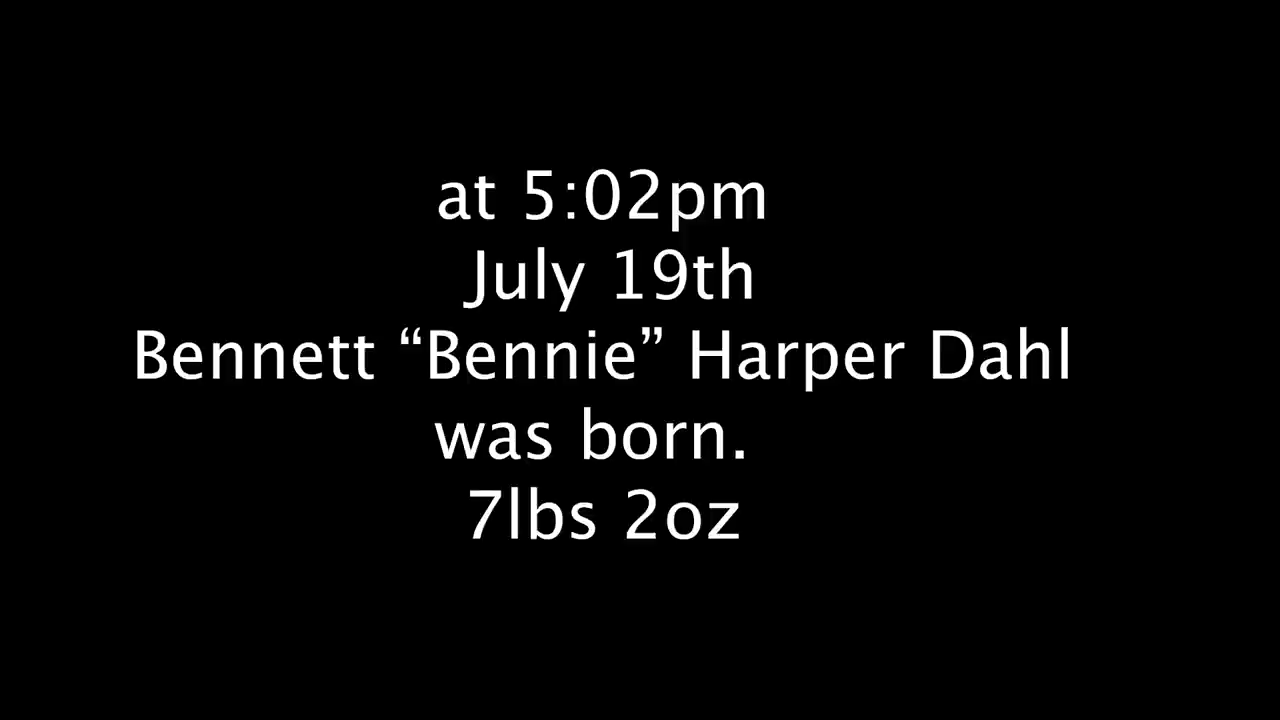 at 5:02pm
July 19th
Bennett “Bennie” Harper Dahl
was born.
7lbs 2oz